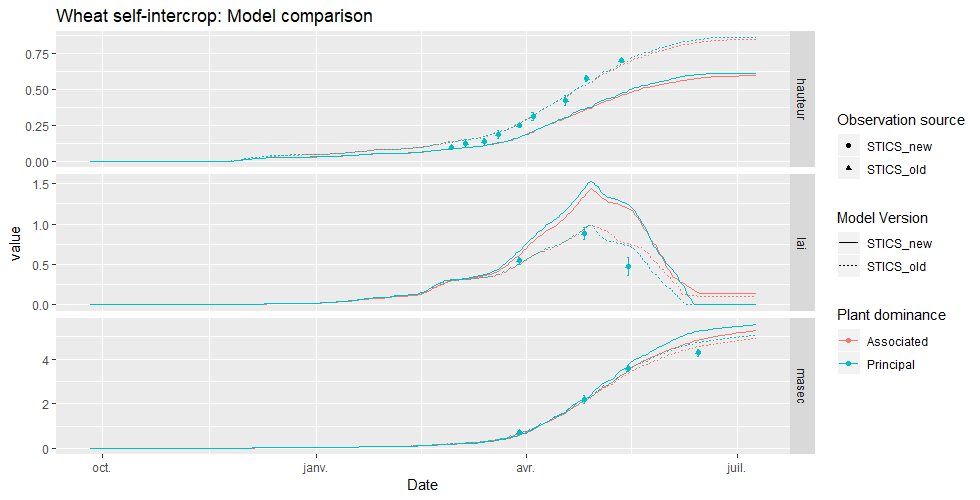 Wheat self-intercrop: Model comparison
value
0.75
0.50
0.25
0.00
hauteur
1.5
1.0
0.5
0.0
lai
4
2
0
masec
oct.
janv.
avr.
juil.
Date
Observation source
STICS_new
STICS_old
Model Version
STICS_new
STICS_old
Plant dominance
Associated
Principal